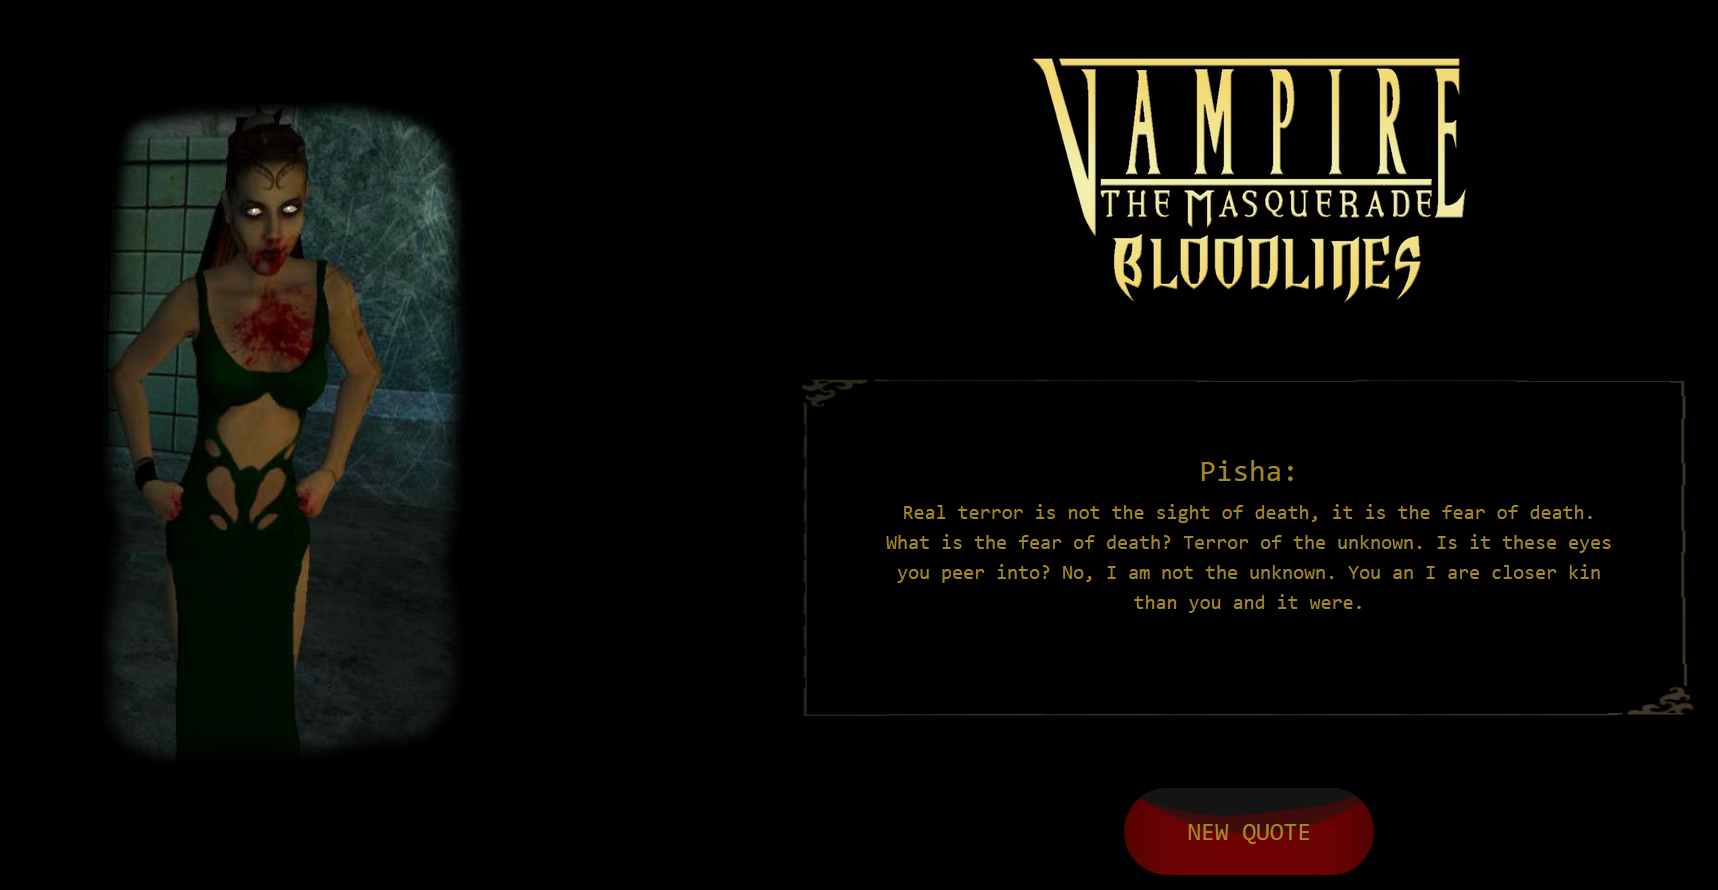 VAMPIRE
THE MASQUERADE
BLOODLINES
Pisha:
Real terror is not the sight of death, it is the fear of death.
What is the fear of death? Terror of the unknown. Is it these eyes
you peer into? No, I am not the unknown. You an I are closer kin
than you and it were.
NEW QUOTE